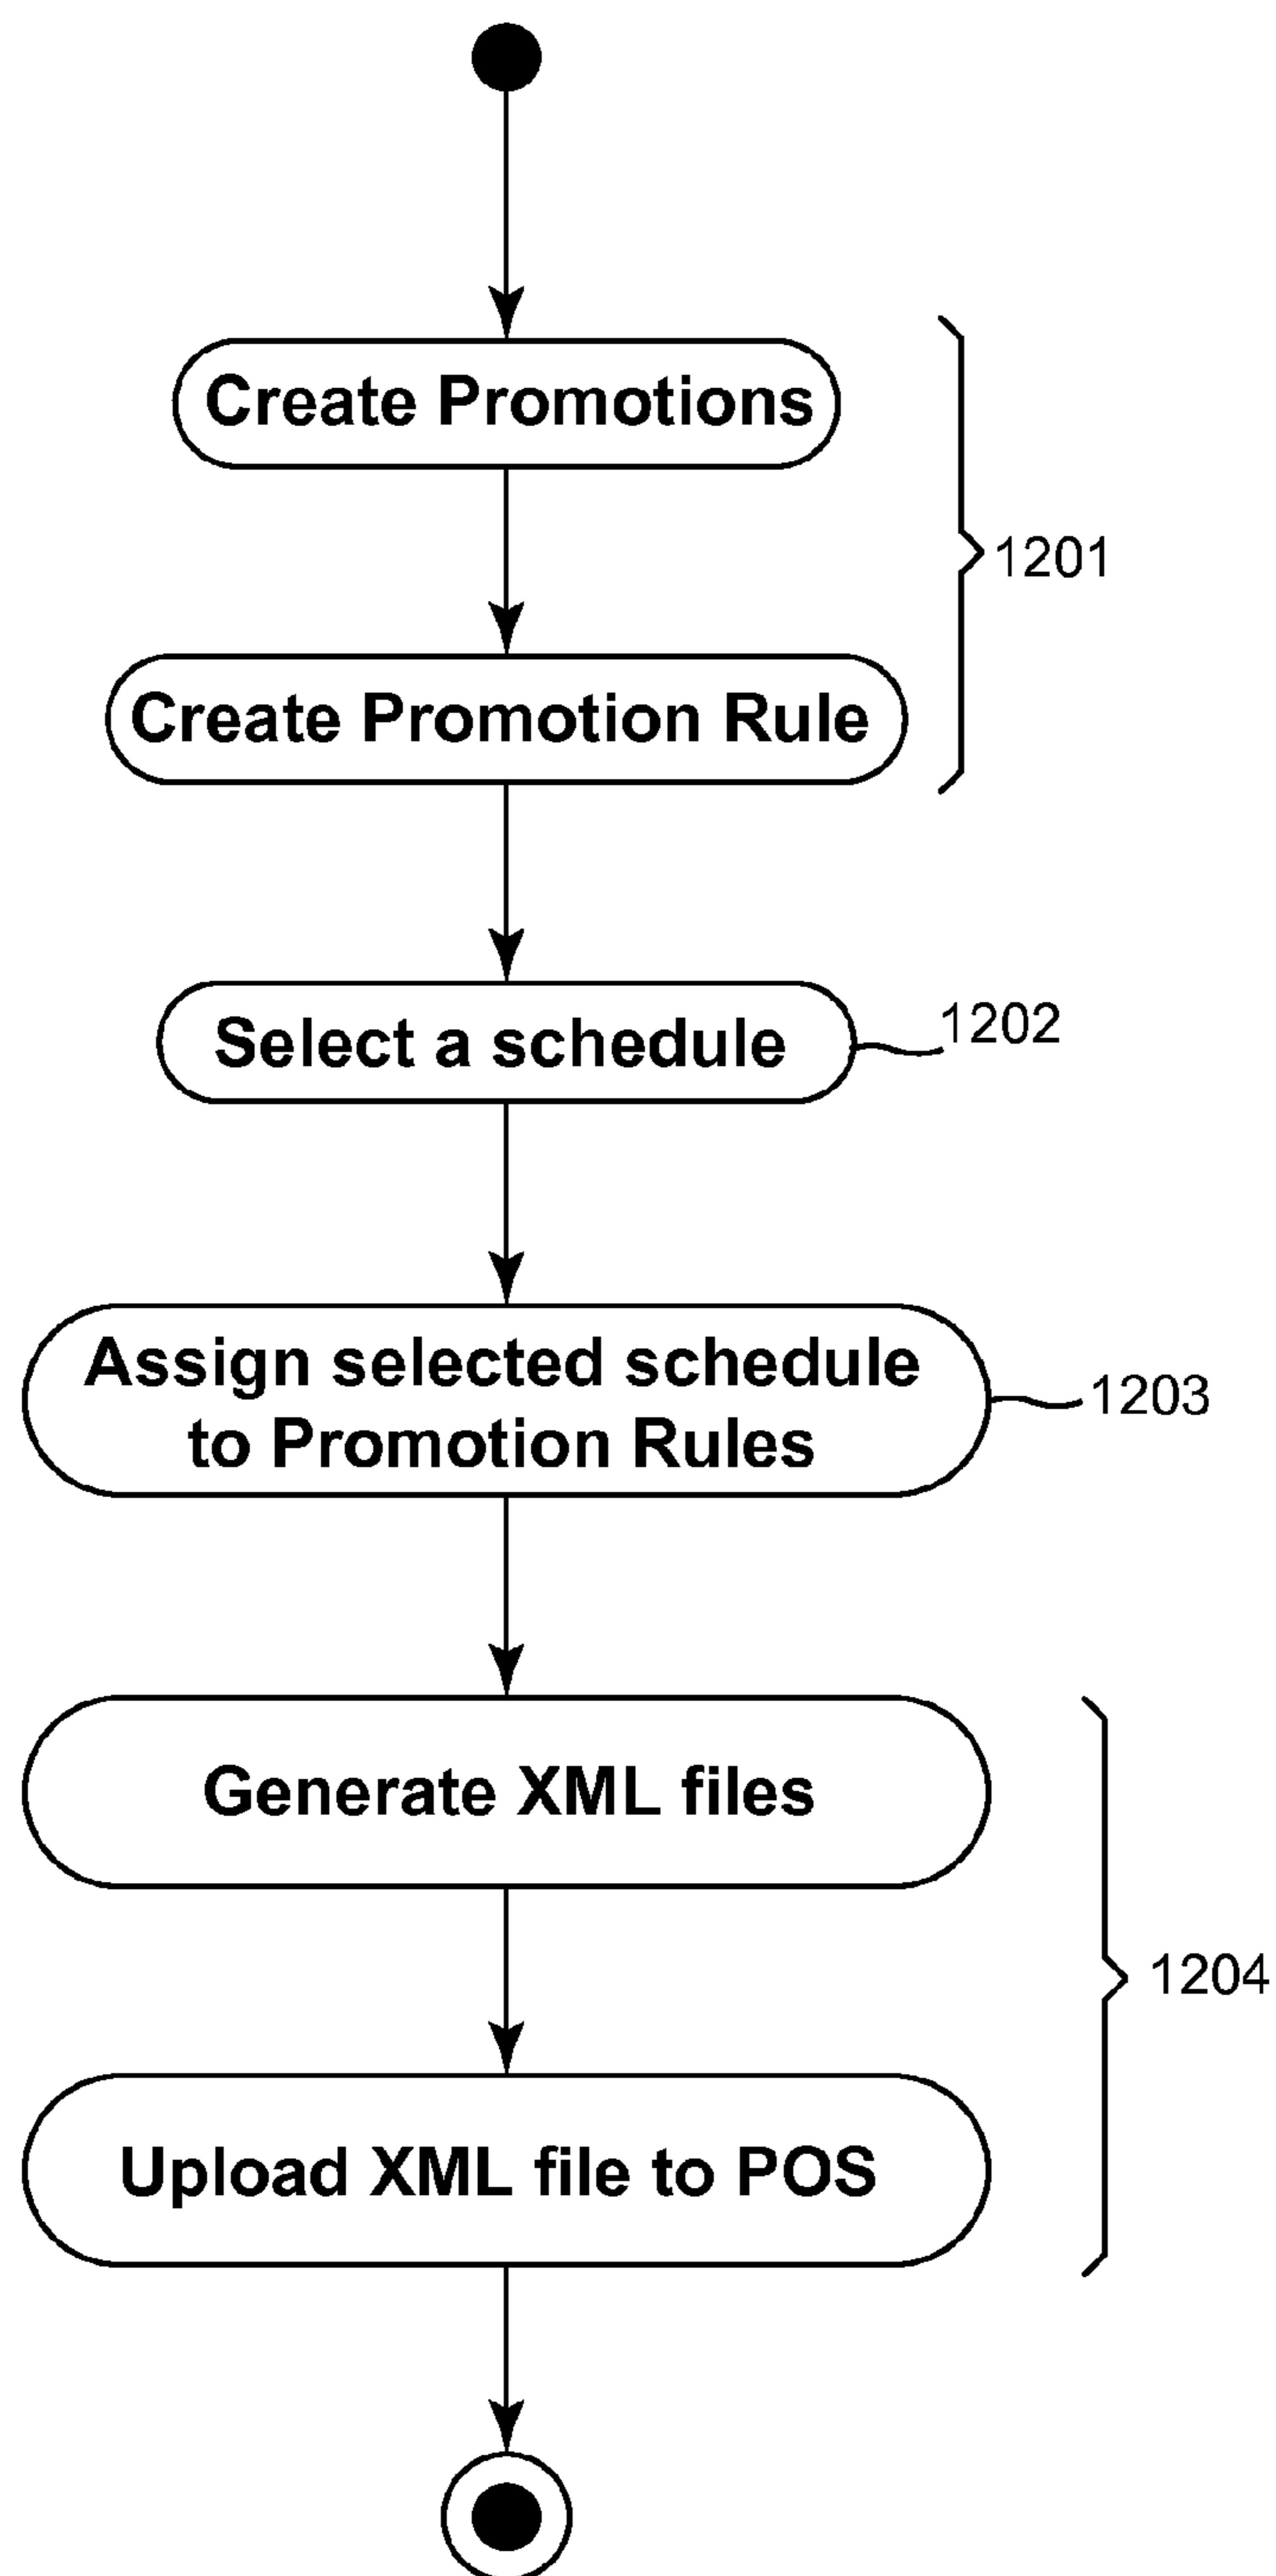 Create Promotions
1201
Create Promotion Rule
Select a schedule
1202
Assign selected schedule
to Promotion Rules
1203
Generate XML files
1204
Upload XML file to POS